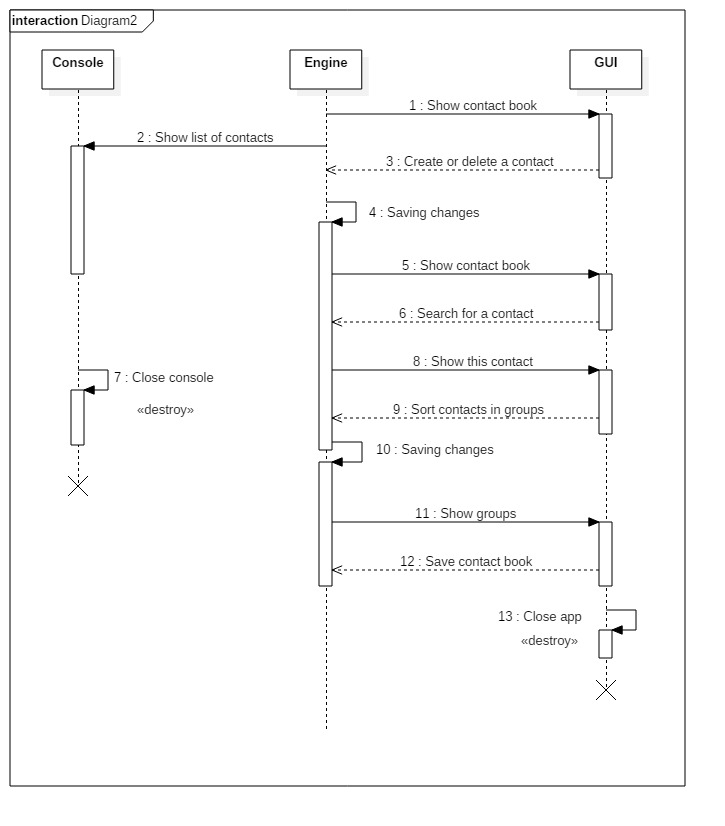 interaction Diagram2
Console
Engine
GUI
1 : Show contact book
2 : Show list of contacts
3 : Create or delete a contact
4 : Saving changes
5 : Show contact book
6 : Search for a contact
8 : Show this contact
7 : Close console
«destroy»
9 : Sort contacts in groups
10 : Saving changes
11 : Show groups
12 : Save contact book
13 : Close app
«destroy»